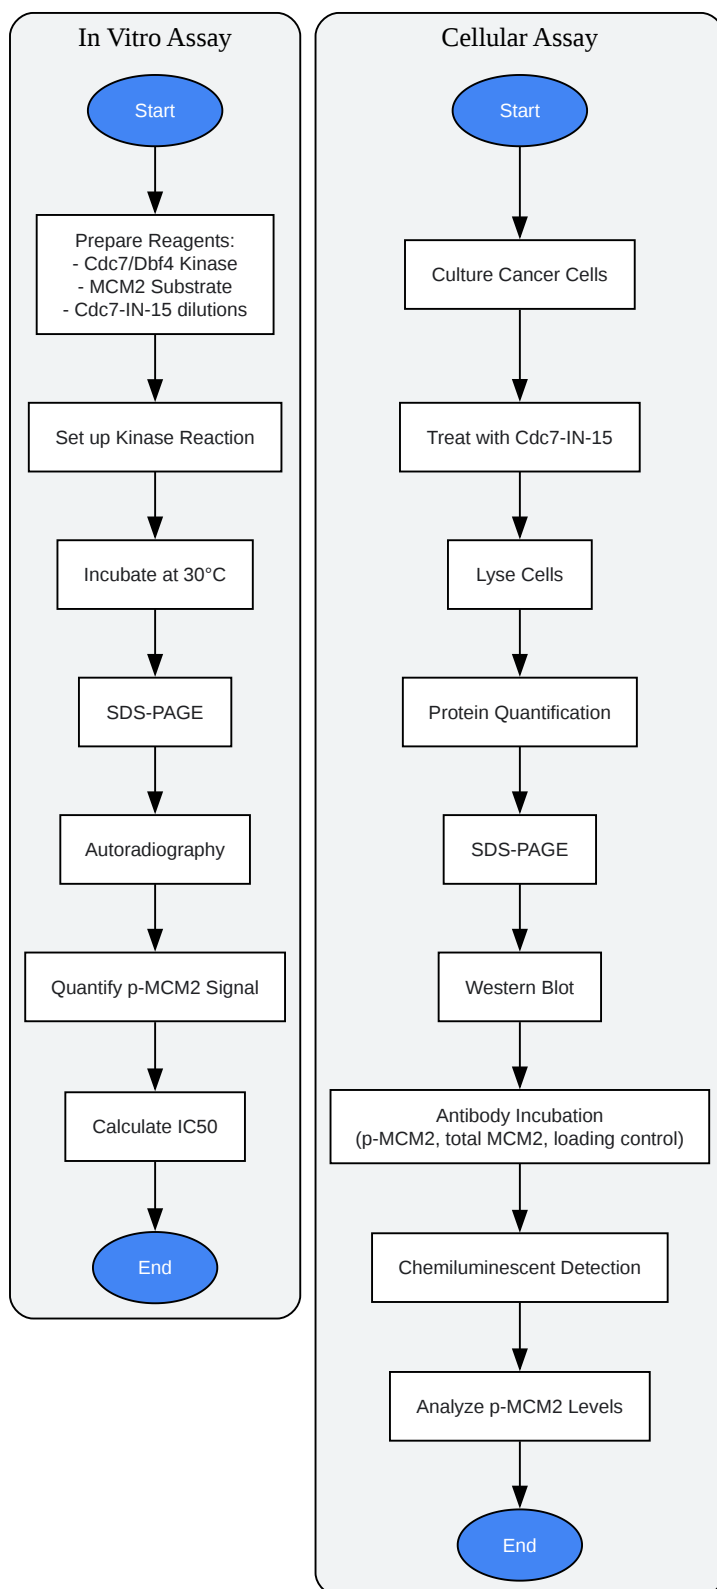 In Vitro Assay
Start
Prepare Reagents:
- Cdc7/Dbf4 Kinase
- MCM2 Substrate
- Cdc7-IN-15 dilutions
Set up Kinase Reaction
Incubate at 30°C
SDS-PAGE
Autoradiography
Quantify p-MCM2 Signal
Calculate IC50
End
Cellular Assay
Start
Culture Cancer Cells
Treat with Cdc7-IN-15
Lyse Cells
Protein Quantification
SDS-PAGE
Western Blot
Antibody Incubation
(p-MCM2, total MCM2, loading control)
Chemiluminescent Detection
Analyze p-MCM2 Levels
End